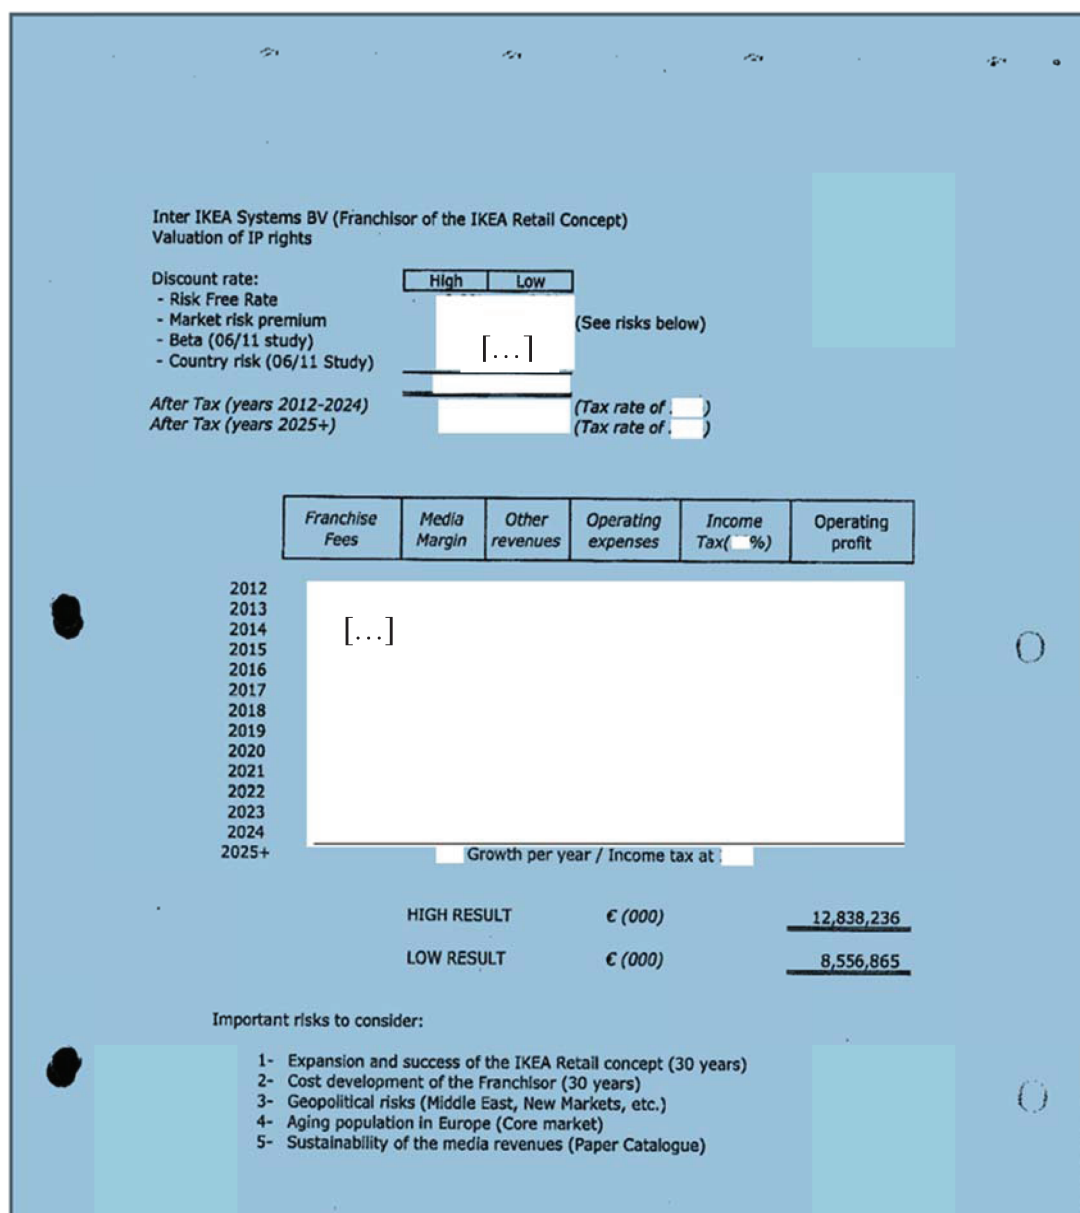 Inter IKEA Systems BV (Franchisor of the IKEA Retail Concept)
Valuation of IP rights
Discount rate: High Low
- Risk Free Rate
- Market risk premium (See risks below)
- Beta (06/11 study)
[...]
- Country risk (06/11 Study)
After Tax (years 2012-2024) (Tax rate of )
After Tax (years 2025+) (Tax rate of )
Franchise Fees Media Margin Other revenues Operating expenses Income Tax( %) Operating profit
2012
2013
2014 [...]
2015
2016
2017
2018
2019
2020
2021
2022
2023
2024
2025+ Growth per year / Income tax at
HIGH RESULT € (000) 12,838,236
LOW RESULT € (000) 8,556,865
Important risks to consider:
1- Expansion and success of the IKEA Retail concept (30 years)
2- Cost development of the Franchisor (30 years)
3- Geopolitical risks (Middle East, New Markets, etc.)
4- Aging population in Europe (Core market)
5- Sustainability of the media revenues (Paper Catalogue)